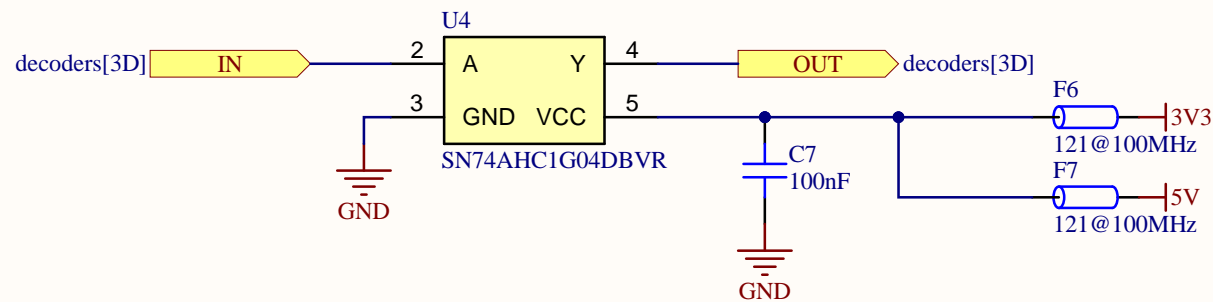 U4
decoders[3D] IN 2 A Y 4 OUT decoders[3D]
3 GND VCC 5
SN74AHC1G04DBVR
GND
C7
100nF
GND
F6
3V3
121@100MHz
F7
5V
121@100MHz